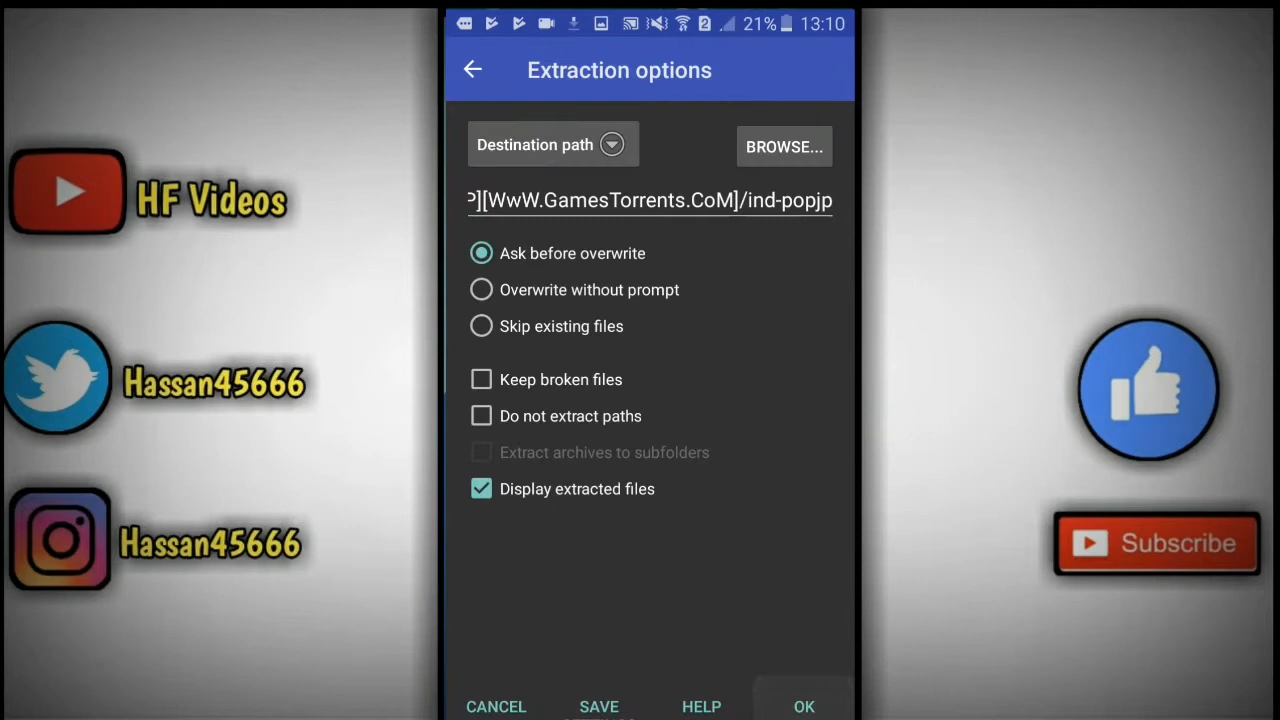 21% 13:10
Extraction options
Destination path
BROWSE...
P][WwW.GamesTorrents.CoM]/ind-popjp
Ask before overwrite
Overwrite without prompt
Skip existing files
Keep broken files
Do not extract paths
Extract archives to subfolders
Display extracted files
CANCEL SAVE HELP OK
HF Videos
Hassan45666
Hassan45666
Subscribe